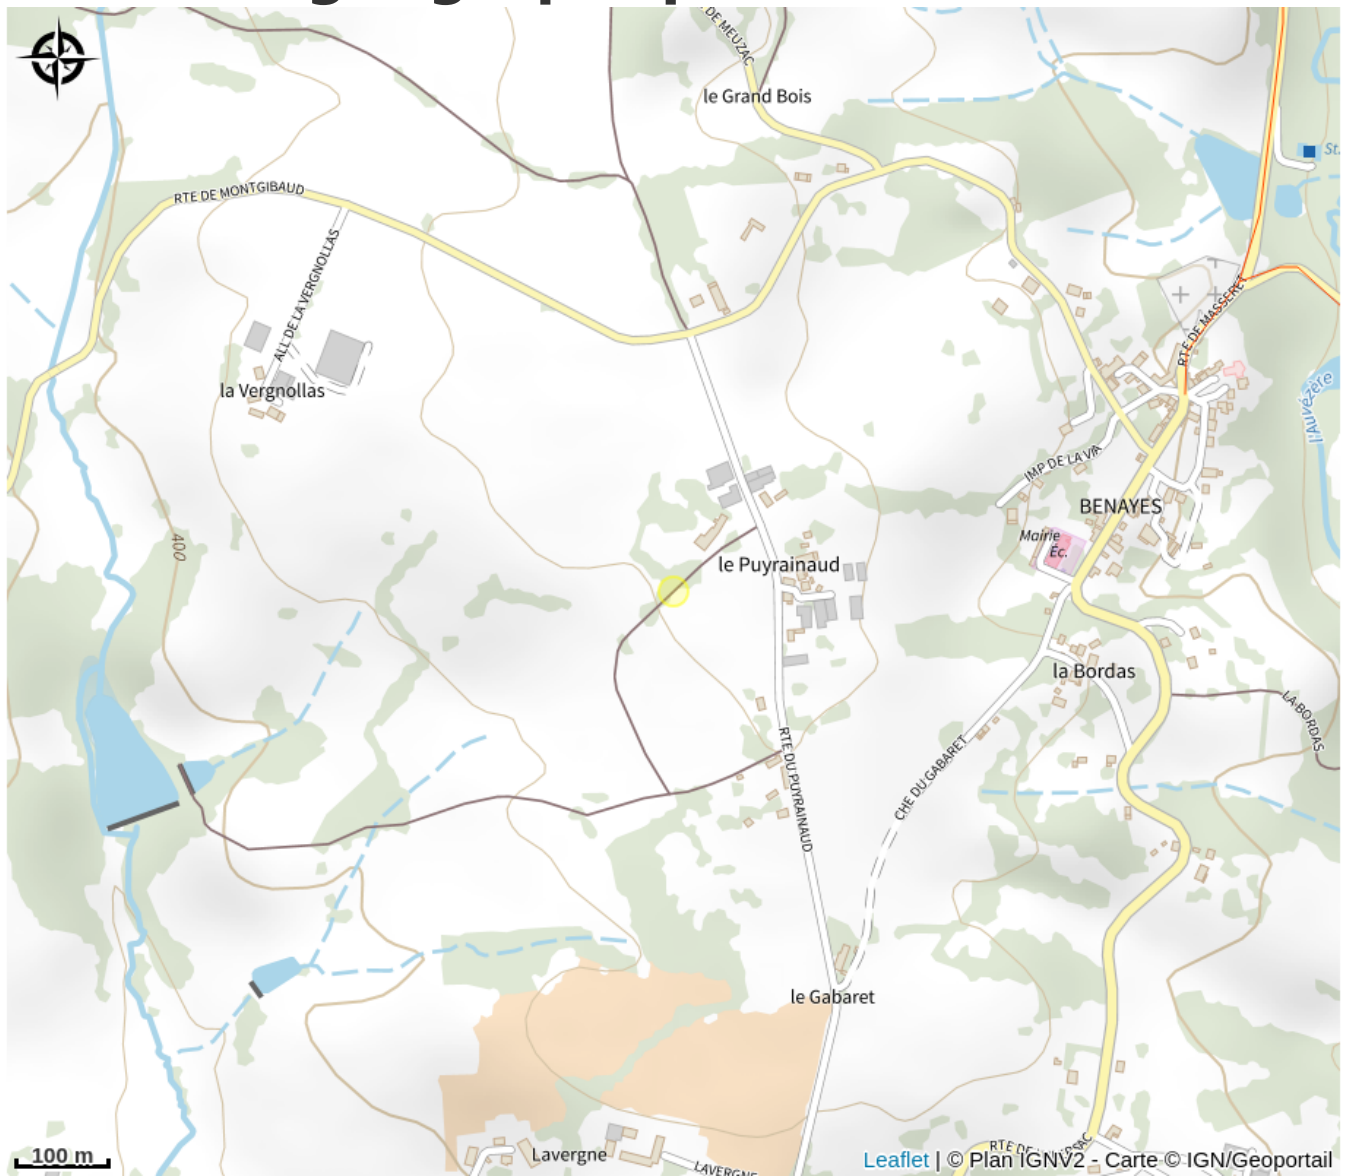 DE MEUZAC
le Grand Bois
St.
RTE DE MONTGIBAUD
ALL DE LA VERGNOLLAS
RTE DE MASSERET
la Vergnollas
l'Auvézère
IMP DE LA VIA
BENAYES
400
Mairie
Éc.
le Puyrainaud
la Bordas
LA BORDAS
RTE DU PUYRAINAUD
CHE DU GABARET
le Gabaret
Lavergne
LAVERGNE
100 m
Leaflet | © Plan IGNV2 - Carte © IGN/Geoportail